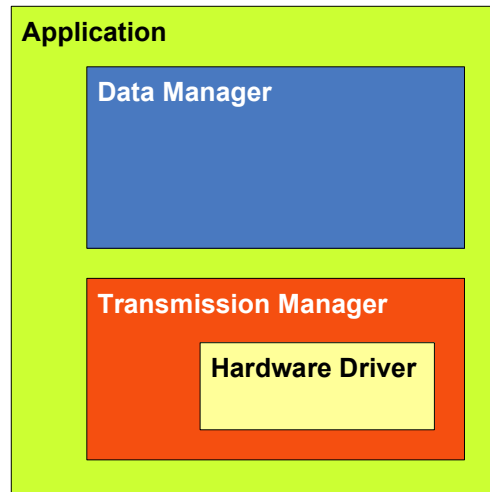 Application
Data Manager
Transmission Manager
Hardware Driver